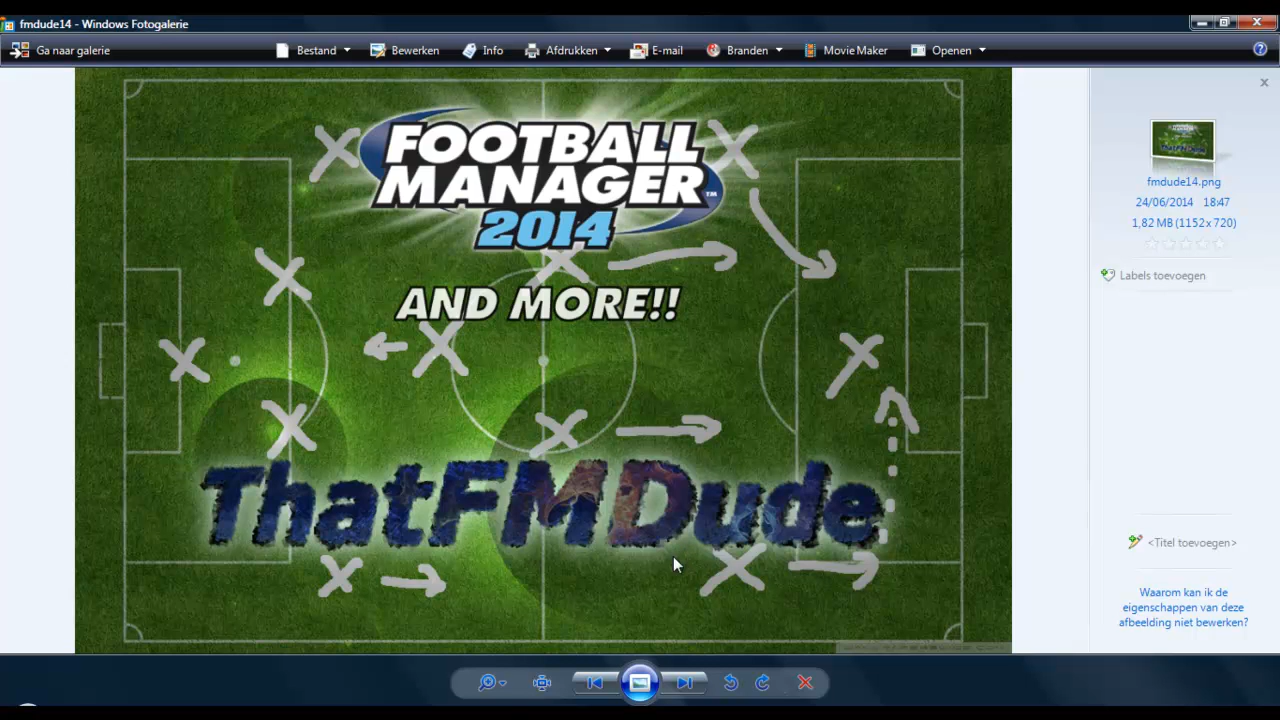 fmdude14 - Windows Fotogalerie
Ga naar galerie
Bestand
Bewerken
Info
Afdrukken
E-mail
Branden
Movie Maker
Openen
FOOTBALL
MANAGER™
2014
AND MORE!!
ThatFMDude
fmdude14.png
24/06/2014 18:47
1,82 MB (1152 x 720)
Labels toevoegen
<Titel toevoegen>
Waarom kan ik de
eigenschappen van deze
afbeelding niet bewerken?